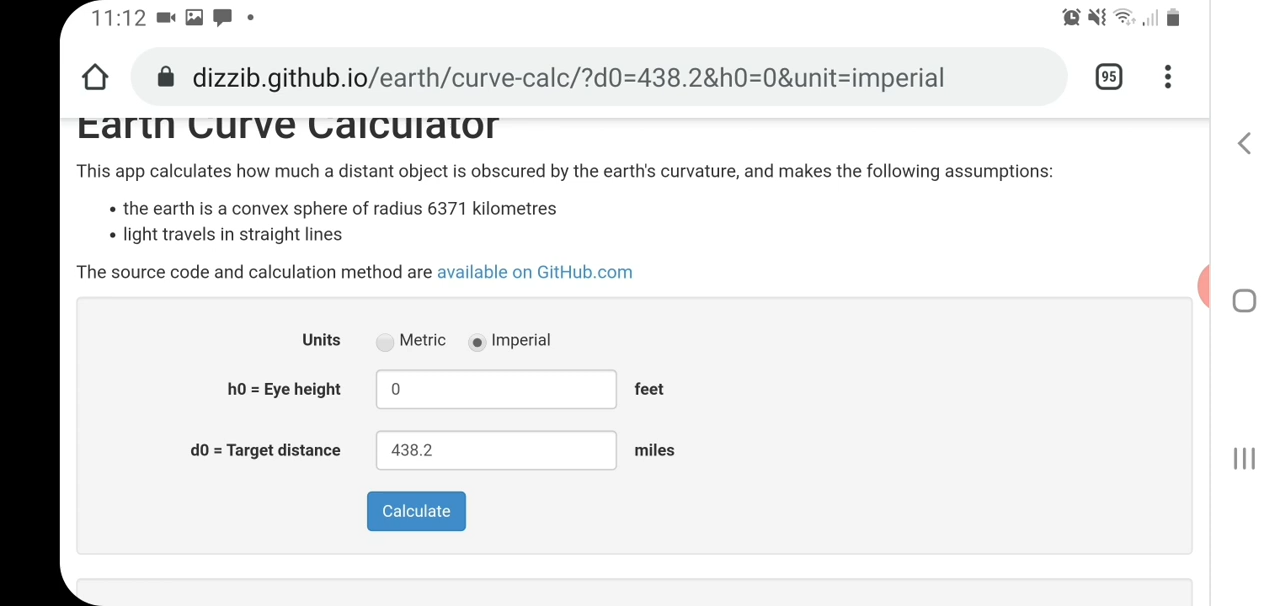 11:12
dizzib.github.io/earth/curve-calc/?d0=438.2&h0=0&unit=imperial
95
Earth Curve Calculator
This app calculates how much a distant object is obscured by the earth's curvature, and makes the following assumptions:
• the earth is a convex sphere of radius 6371 kilometres
• light travels in straight lines
The source code and calculation method are available on GitHub.com
Units Metric Imperial
h0 = Eye height 0 feet
d0 = Target distance 438.2 miles
Calculate